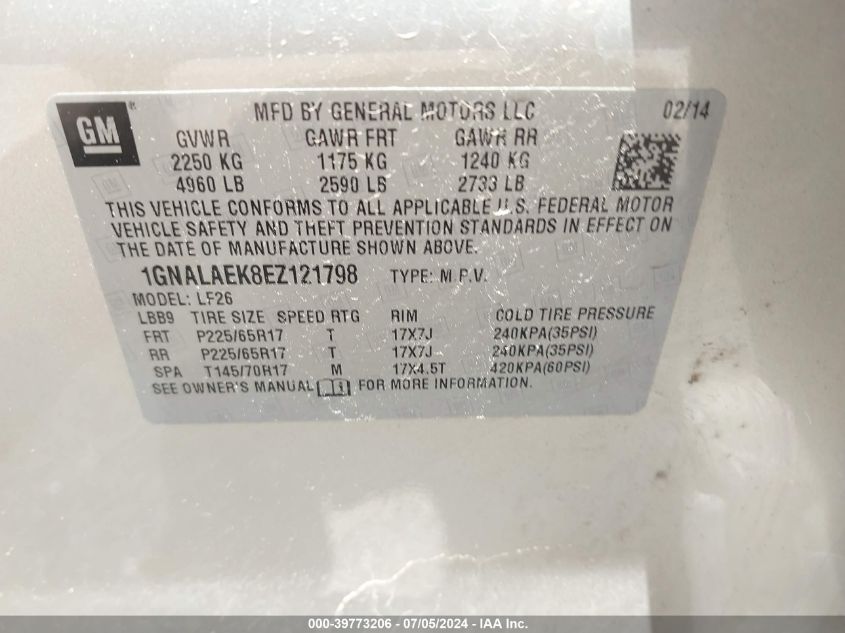 GM®
MFD BY GENERAL MOTORS LLC 02/14
GVWR GAWR FRT GAWR RR
2250 KG 1175 KG 1240 KG
4960 LB 2590 LB 2733 LB
THIS VEHICLE CONFORMS TO ALL APPLICABLE U.S. FEDERAL MOTOR
VEHICLE SAFETY AND THEFT PREVENTION STANDARDS IN EFFECT ON
THE DATE OF MANUFACTURE SHOWN ABOVE.
1GNALAEK8EZ121798 TYPE: M.P.V.
MODEL: LF26
LBB9 TIRE SIZE SPEED RTG RIM COLD TIRE PRESSURE
FRT P225/65R17 T 17X7J 240KPA(35PSI)
RR P225/65R17 T 17X7J 240KPA(35PSI)
SPA T145/70R17 M 17X4.5T 420KPA(60PSI)
SEE OWNER'S MANUAL FOR MORE INFORMATION.
000-39773206 - 07/05/2024 - IAA Inc.